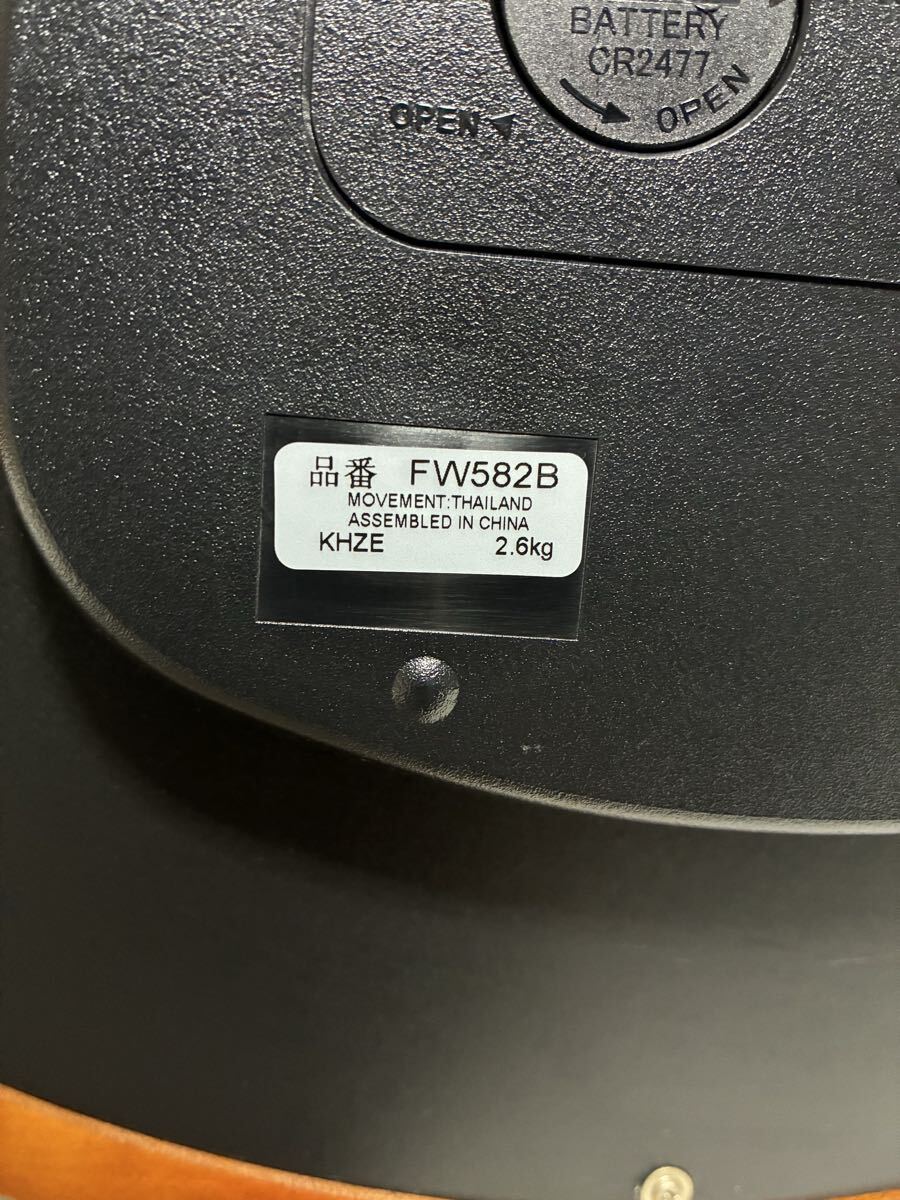 BATTERY
CR2477
OPEN
OPEN
品番 FW582B
MOVEMENT:THAILAND
ASSEMBLED IN CHINA
KHZE 2.6kg